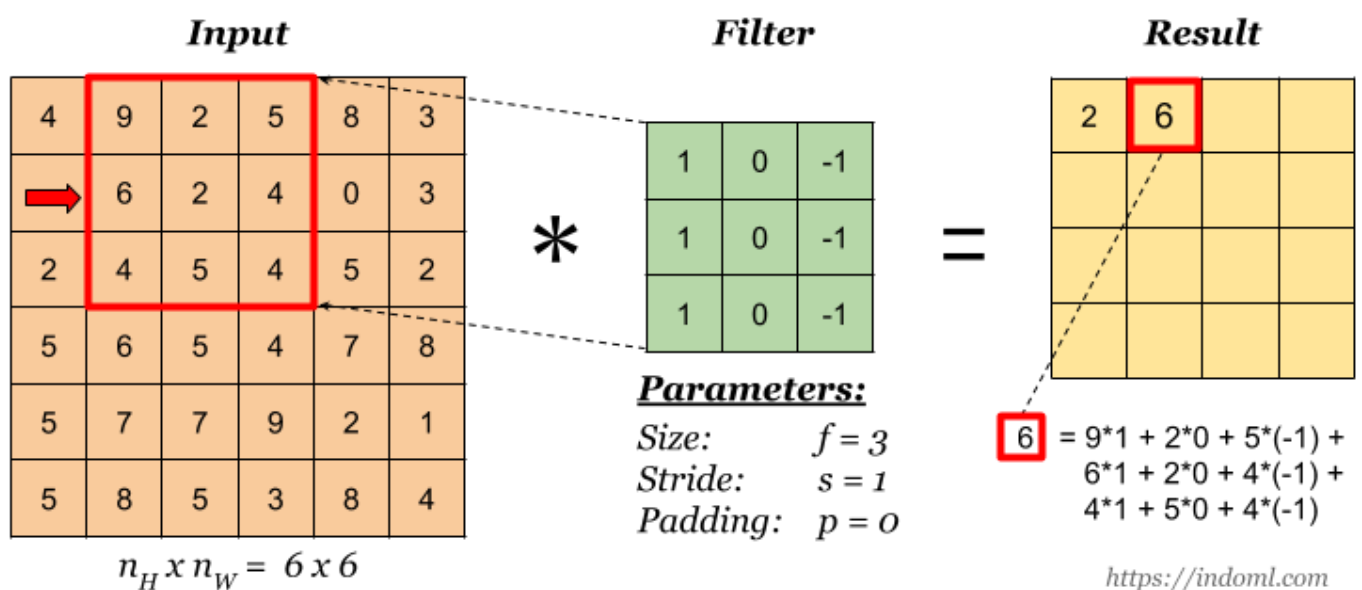 Input
Filter
Result
4 9 2 5 8 3
6 2 4 0 3
2 4 5 4 5 2
5 6 5 4 7 8
5 7 7 9 2 1
5 8 5 3 8 4
n_H x n_W = 6 x 6
*
1 0 -1
1 0 -1
1 0 -1
Parameters:
Size: f = 3
Stride: s = 1
Padding: p = 0
=
2 6
6 = 9*1 + 2*0 + 5*(-1) +
6*1 + 2*0 + 4*(-1) +
4*1 + 5*0 + 4*(-1)
https://indoml.com